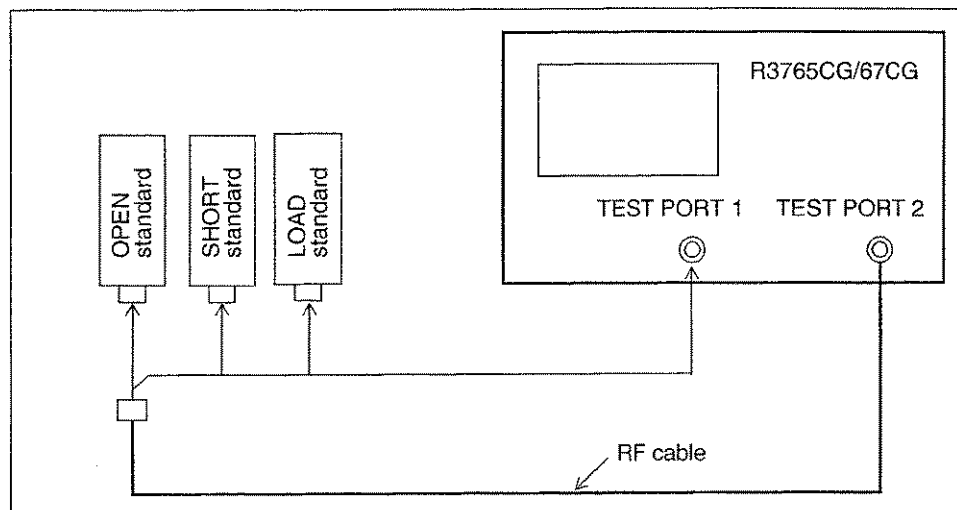 R3765CG/67CG
OPEN
standard
SHORT
standard
LOAD
standard
TEST PORT 1
TEST PORT 2
RF cable